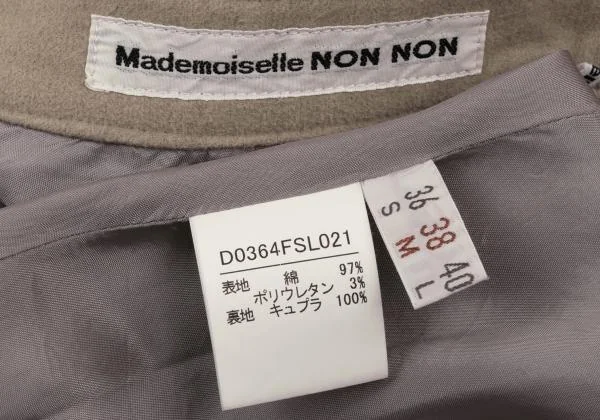 Mademoiselle NON NON
D0364FSL021
表地 綿 97%
ポリウレタン 3%
裏地 キュプラ 100%
36 38 40
S M L